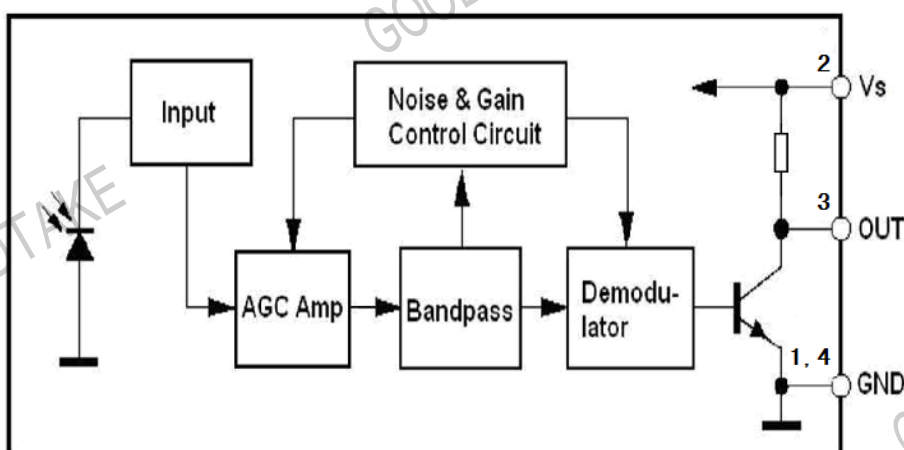 Input
Noise & Gain
Control Circuit
2
Vs
3
OUT
AGC Amp
Bandpass
Demodu-
lator
1, 4
GND